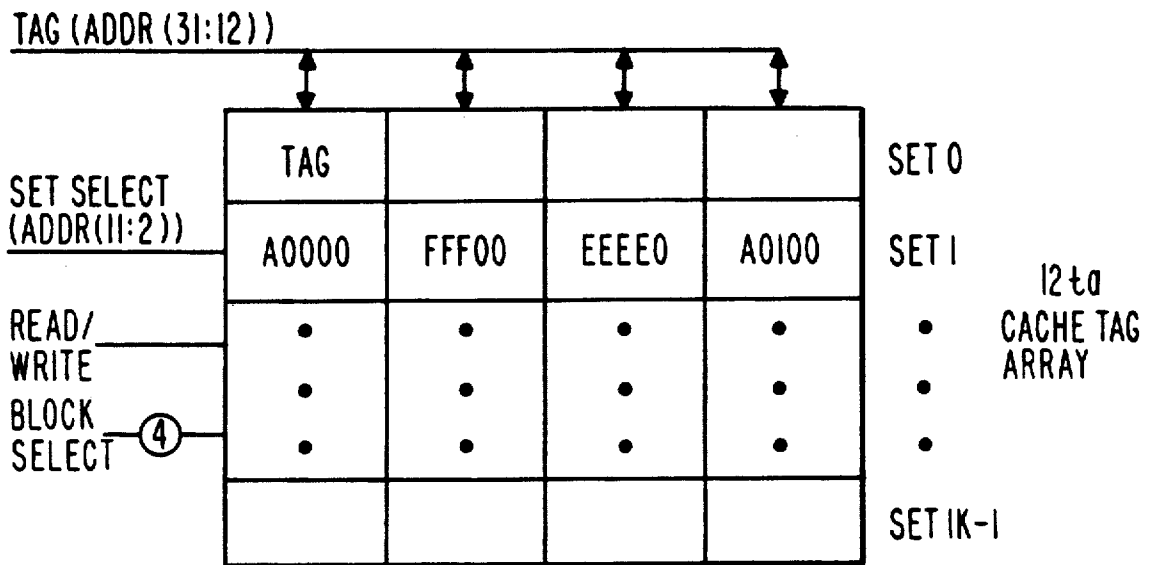 TAG (ADDR (31:12))
TAG
SET 0
SET SELECT
(ADDR(11:2))
A0000 FFF00 EEEE0 A0100
SET 1
12ta
CACHE TAG
ARRAY
READ/
WRITE
BLOCK
SELECT
4
SET 1K-1